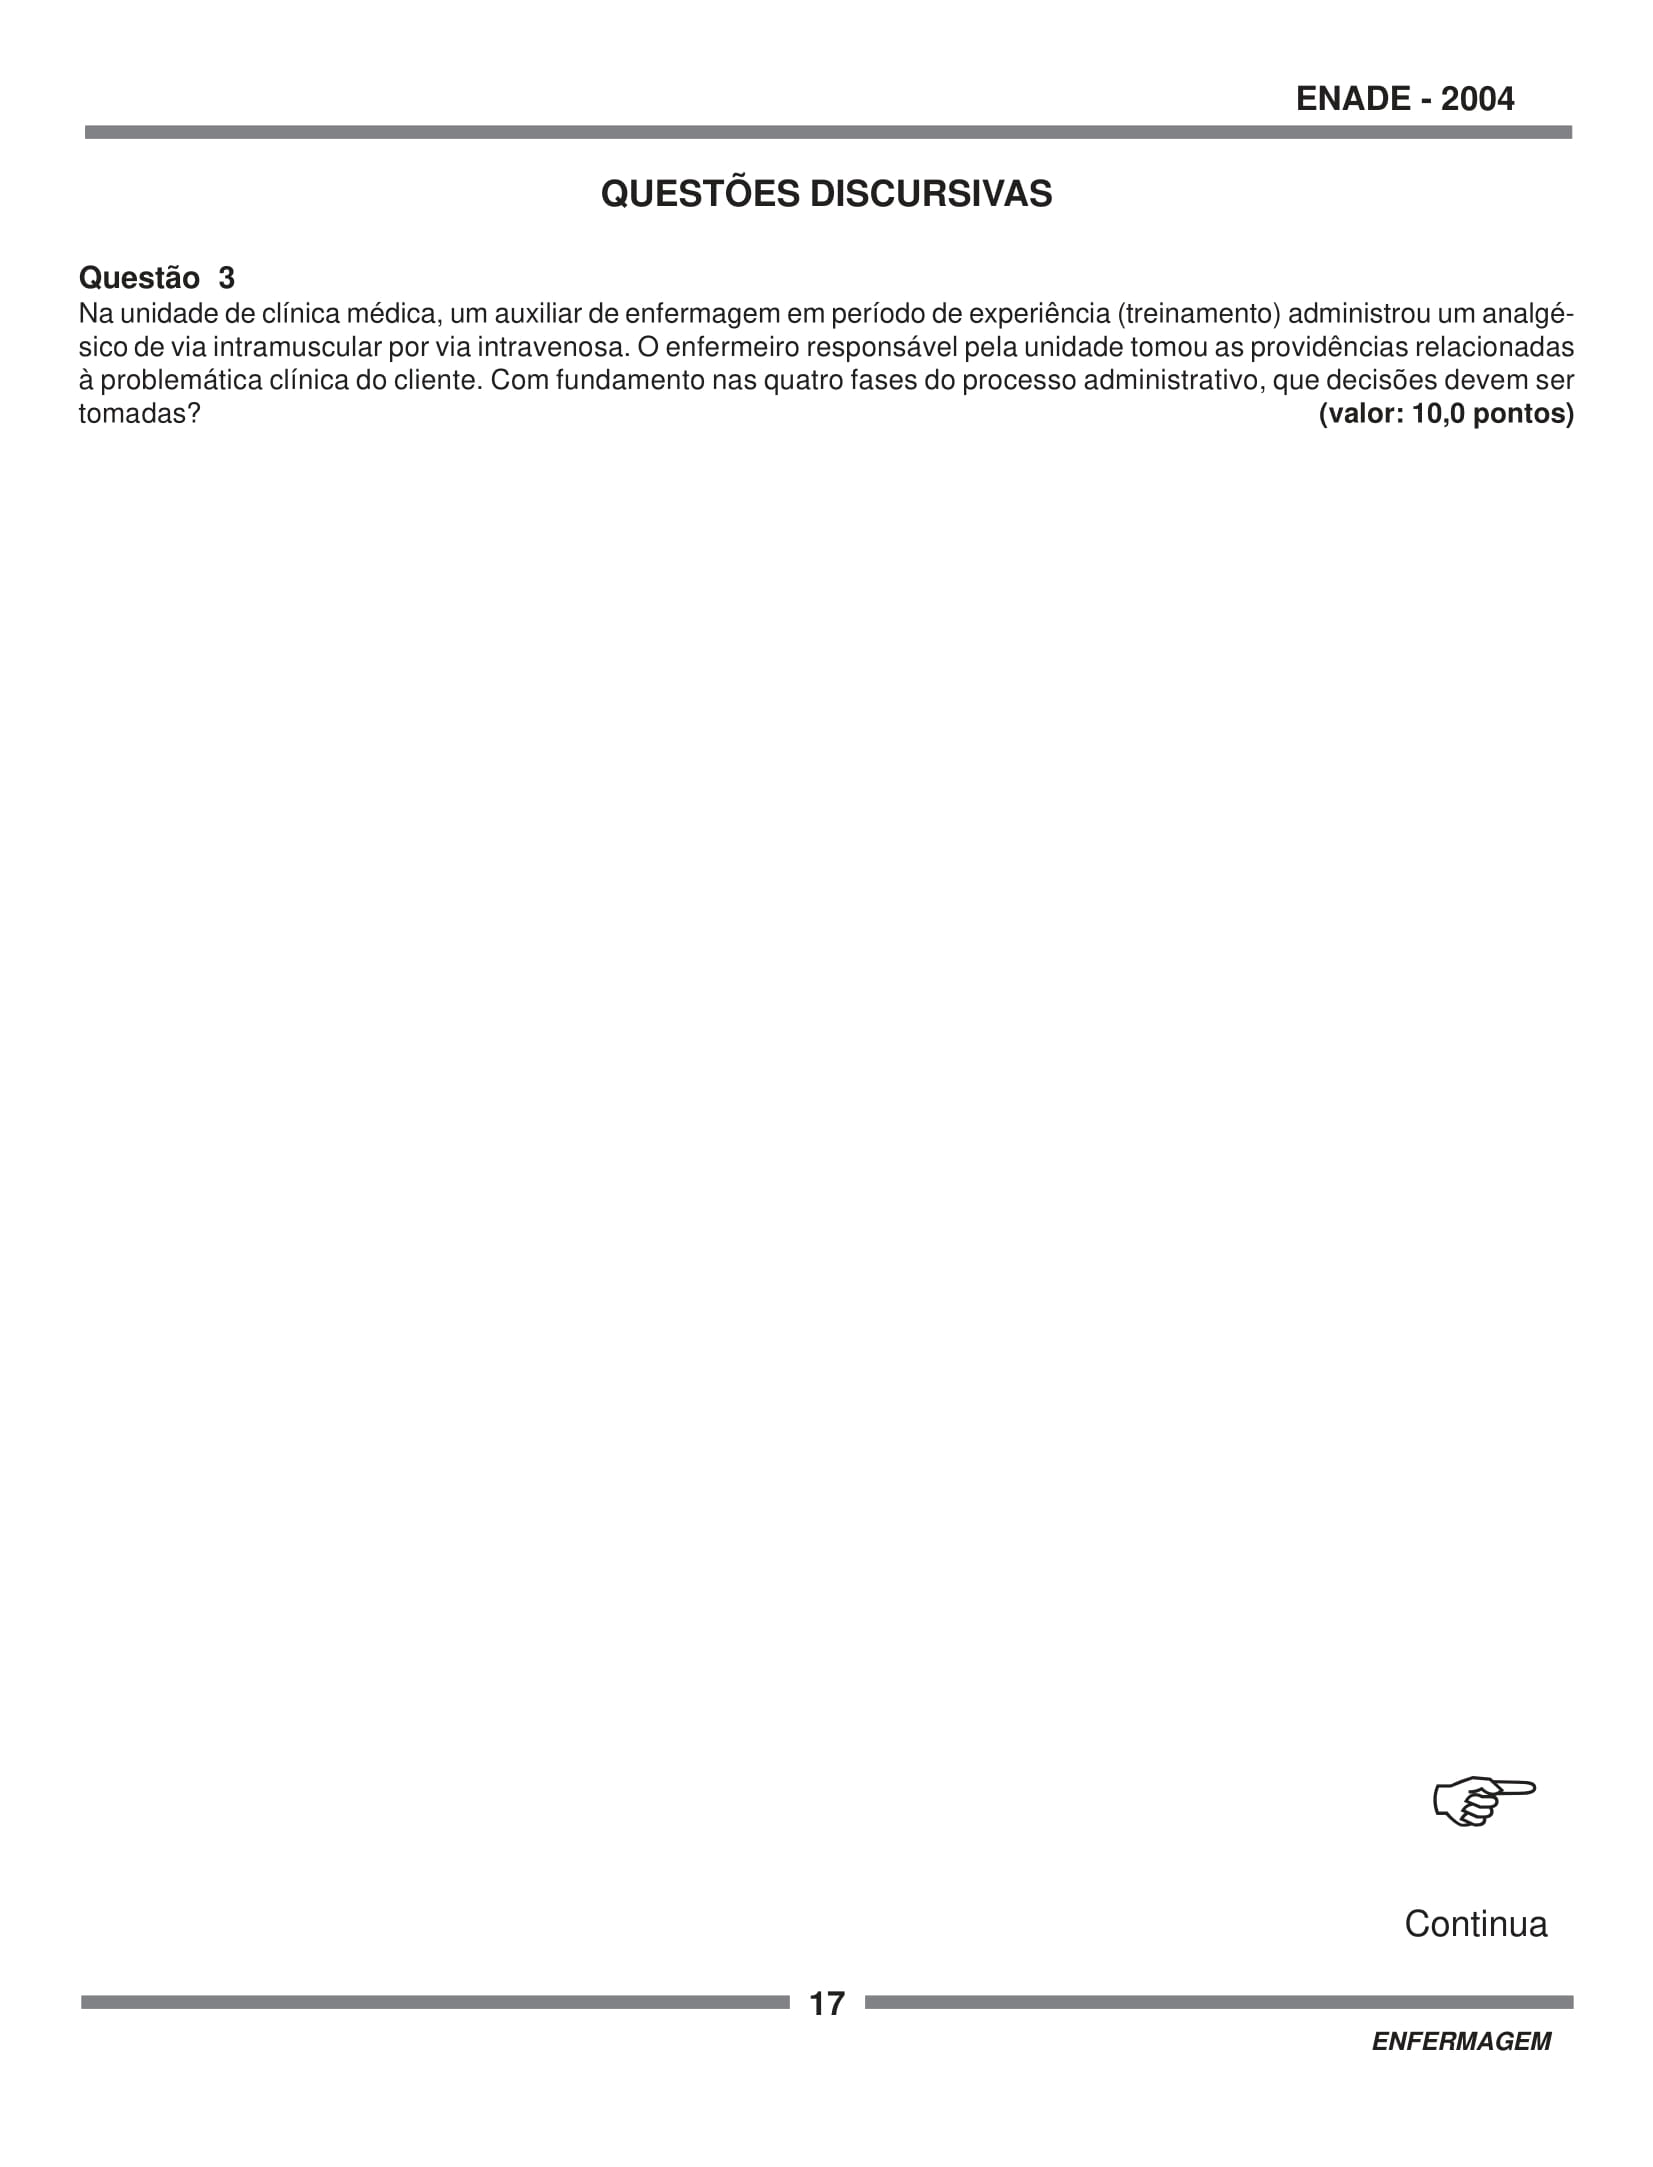 ENADE - 2004
QUESTÕES DISCURSIVAS
Questão 3
Na unidade de clínica médica, um auxiliar de enfermagem em período de experiência (treinamento) administrou um analgé-
sico de via intramuscular por via intravenosa. O enfermeiro responsável pela unidade tomou as providências relacionadas
à problemática clínica do cliente. Com fundamento nas quatro fases do processo administrativo, que decisões devem ser
tomadas? (valor: 10,0 pontos)
Continua
17
ENFERMAGEM